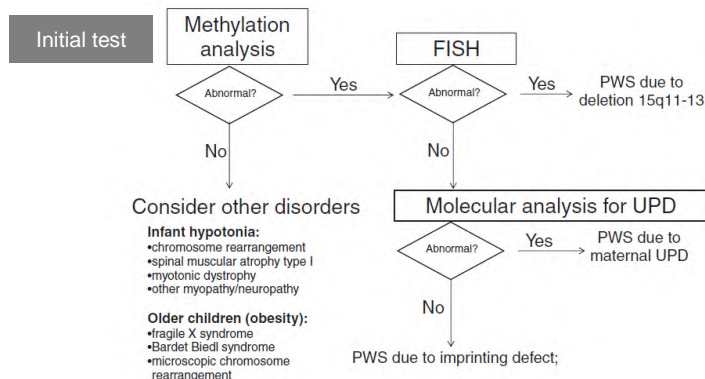 Initial test
Methylation
analysis
FISH
Abnormal?
Yes
Abnormal?
Yes
PWS due to
deletion 15q11-13
No
No
Consider other disorders
Molecular analysis for UPD
Infant hypotonia:
•chromosome rearrangement
•spinal muscular atrophy type I
•myotonic dystrophy
•other myopathy/neuropathy
Abnormal?
Yes
PWS due to
maternal UPD
No
Older children (obesity):
•fragile X syndrome
•Bardet Biedl syndrome
•microscopic chromosome
rearrangement
PWS due to imprinting defect;